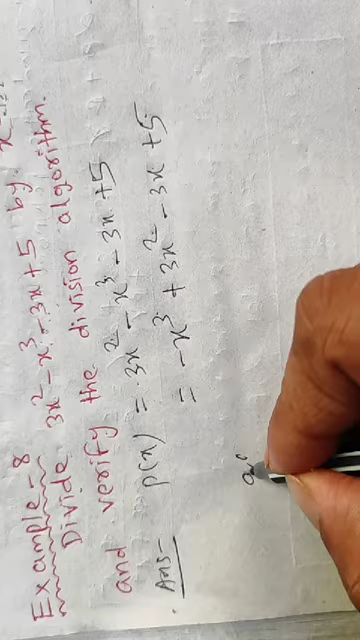 Example-8
Divide 3x²-x³-3x+5 by x
and verify the division algorithm.
Ans- p(x) = 3x²-x³-3x+5
= -x³+3x²-3x+5